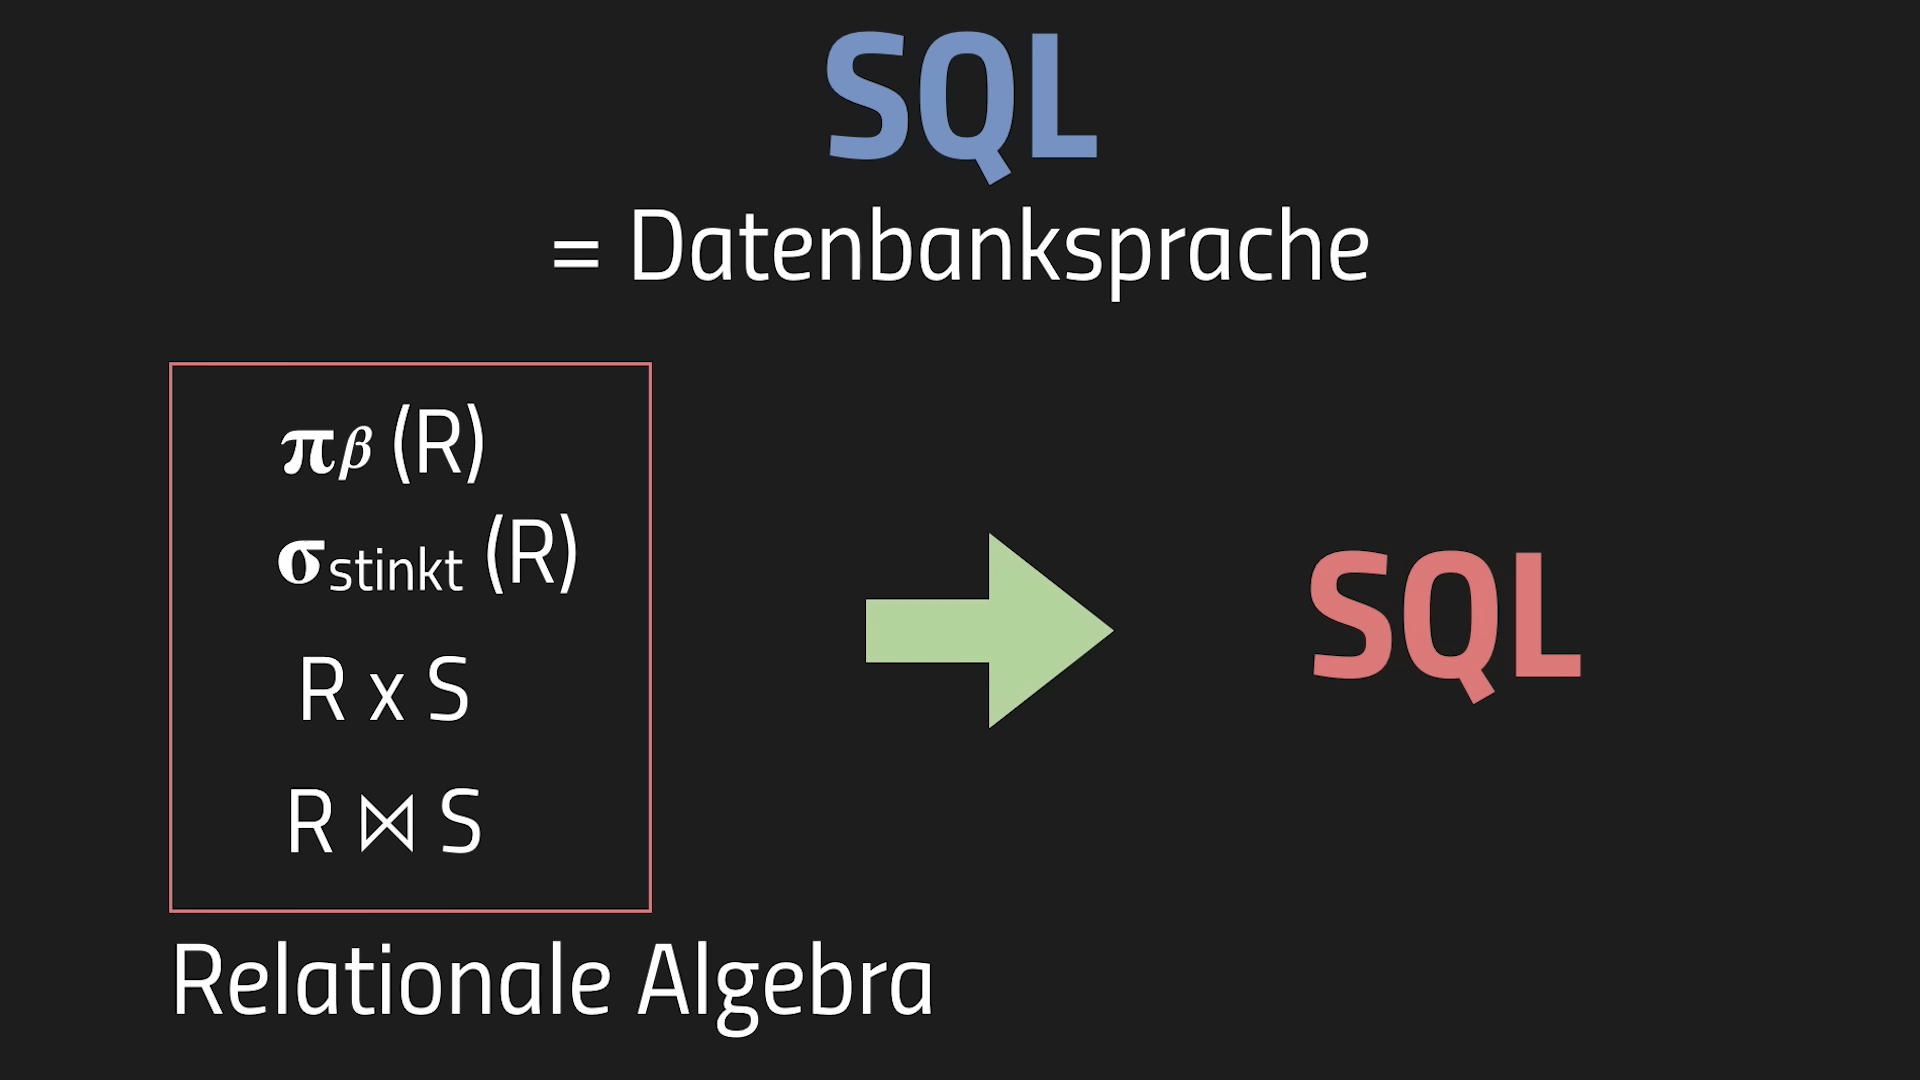 SQL
= Datenbanksprache
πβ (R)
σstinkt (R)
R x S
R ⋈ S
SQL
Relationale Algebra